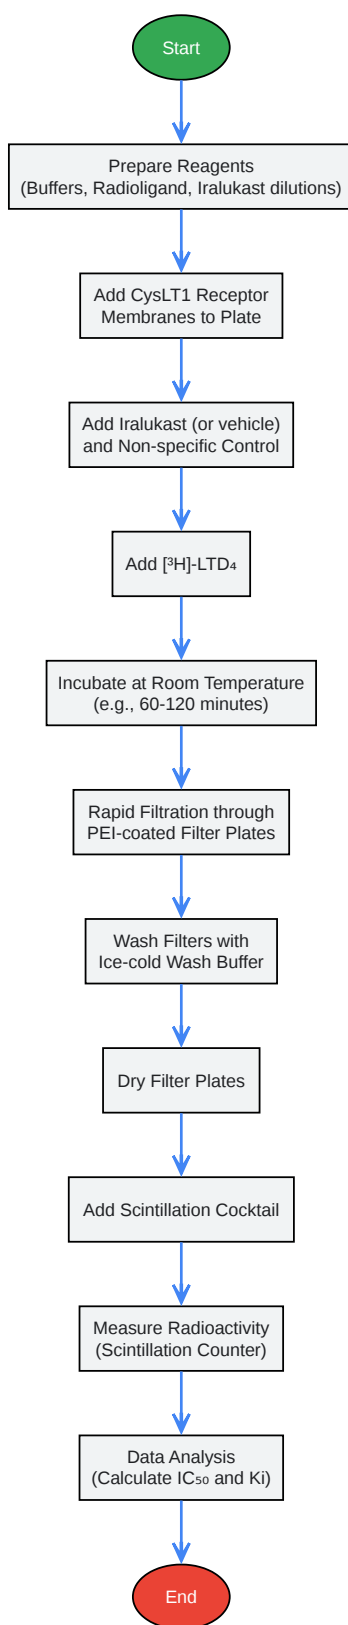 Start
Prepare Reagents
(Buffers, Radioligand, Iralukast dilutions)
Add CysLT1 Receptor
Membranes to Plate
Add Iralukast (or vehicle)
and Non-specific Control
Add [³H]-LTD₄
Incubate at Room Temperature
(e.g., 60-120 minutes)
Rapid Filtration through
PEI-coated Filter Plates
Wash Filters with
Ice-cold Wash Buffer
Dry Filter Plates
Add Scintillation Cocktail
Measure Radioactivity
(Scintillation Counter)
Data Analysis
(Calculate IC₅₀ and Ki)
End